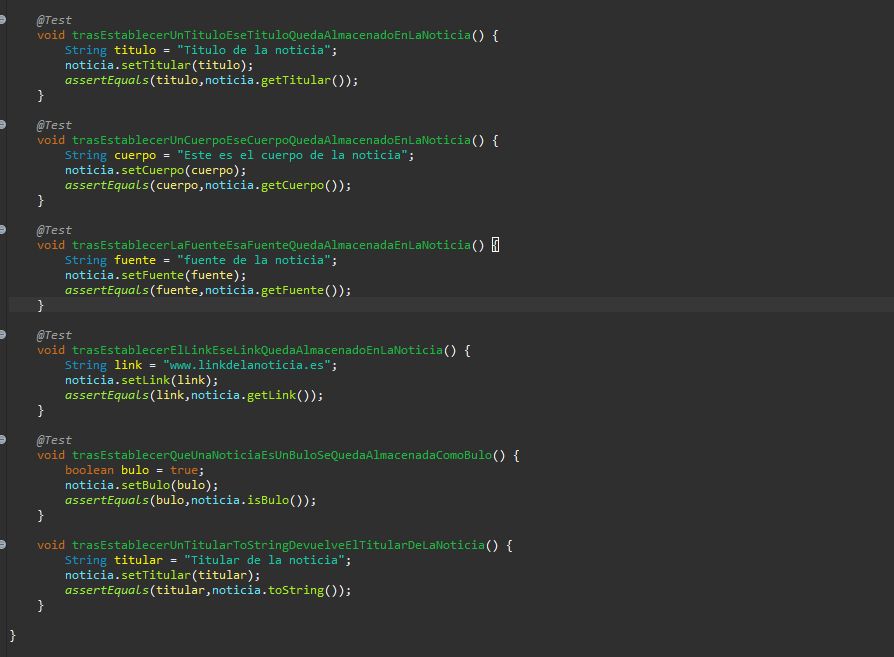 @Test
void trasEstablecerUnTituloEseTituloQuedaAlmacenadoEnLaNoticia() {
String titulo = "Titulo de la noticia";
noticia.setTitular(titulo);
assertEquals(titulo,noticia.getTitular());
}
@Test
void trasEstablecerUnCuerpoEseCuerpoQuedaAlmacenadoEnLaNoticia() {
String cuerpo = "Este es el cuerpo de la noticia";
noticia.setCuerpo(cuerpo);
assertEquals(cuerpo,noticia.getCuerpo());
}
@Test
void trasEstablecerLaFuenteEsaFuenteQuedaAlmacenadaEnLaNoticia() {
String fuente = "fuente de la noticia";
noticia.setFuente(fuente);
assertEquals(fuente,noticia.getFuente());
}
@Test
void trasEstablecerElLinkEseLinkQuedaAlmacenadoEnLaNoticia() {
String link = "www.linkdelanoticia.es";
noticia.setLink(link);
assertEquals(link,noticia.getLink());
}
@Test
void trasEstablecerQueUnaNoticiaEsUnBuloSeQuedaAlmacenadaComoBulo() {
boolean bulo = true;
noticia.setBulo(bulo);
assertEquals(bulo,noticia.isBulo());
}
void trasEstablecerUnTitularToStringDevuelveElTitularDeLaNoticia() {
String titular = "Titular de la noticia";
noticia.setTitular(titular);
assertEquals(titular,noticia.toString());
}
}